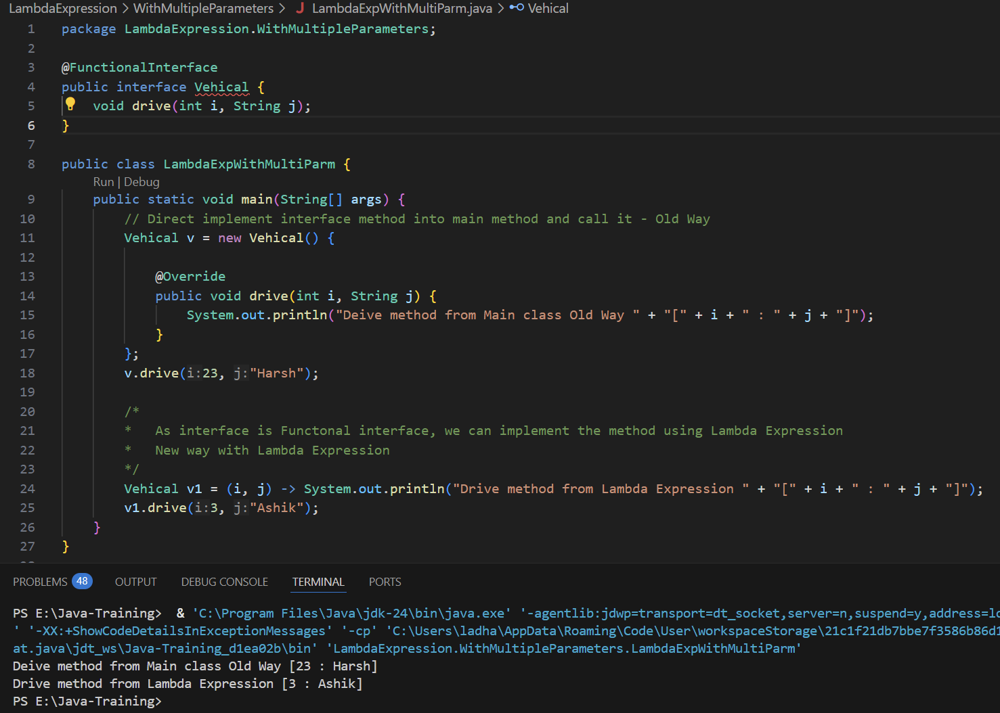 LambdaExpression > WithMultipleParameters > J LambdaExpWithMultiParm.java > Vehical
1 package LambdaExpression.WithMultipleParameters;
2
3 @FunctionalInterface
4 public interface Vehical {
5 void drive(int i, String j);
6 }
7
8 public class LambdaExpWithMultiParm {
Run | Debug
9 public static void main(String[] args) {
10 // Direct implement interface method into main method and call it - Old Way
11 Vehical v = new Vehical() {
12
13 @Override
14 public void drive(int i, String j) {
15 System.out.println("Deive method from Main class Old Way " + "[" + i + " : " + j + "]");
16 }
17 };
18 v.drive(i:23, j:"Harsh");
19
20 /*
21 * As interface is Functonal interface, we can implement the method using Lambda Expression
22 * New way with Lambda Expression
23 */
24 Vehical v1 = (i, j) -> System.out.println("Drive method from Lambda Expression " + "[" + i + " : " + j + "]");
25 v1.drive(i:3, j:"Ashik");
26 }
27 }
PROBLEMS 48 OUTPUT DEBUG CONSOLE TERMINAL PORTS
PS E:\Java-Training> & 'C:\Program Files\Java\jdk-24\bin\java.exe' '-agentlib:jdwp=transport=dt_socket,server=n,suspend=y,address=lo
' '-XX:+ShowCodeDetailsInExceptionMessages' '-cp' 'C:\Users\ladha\AppData\Roaming\Code\User\workspaceStorage\21c1f21db7bbe7f3586b86d1
at.java\jdt_ws\Java-Training_d1ea02b\bin' 'LambdaExpression.WithMultipleParameters.LambdaExpWithMultiParm'
Deive method from Main class Old Way [23 : Harsh]
Drive method from Lambda Expression [3 : Ashik]
PS E:\Java-Training>